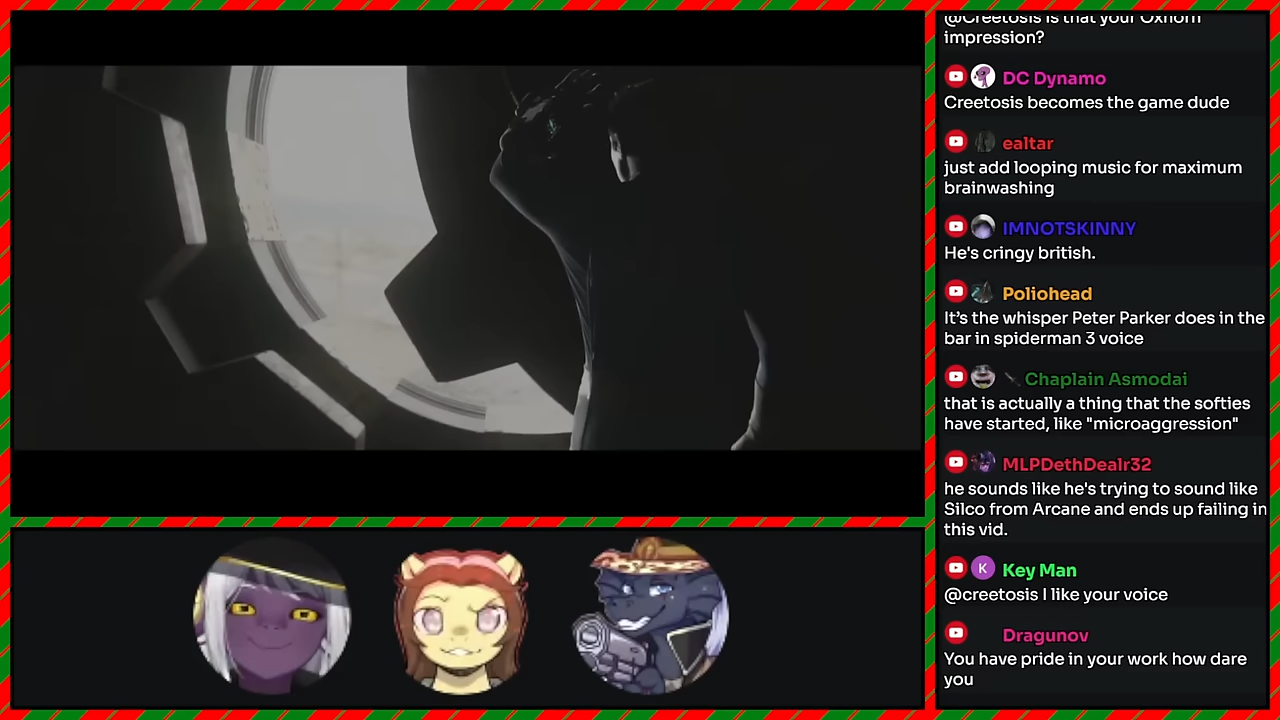 @Creetosis is that your Oxhorn
impression?
DC Dynamo
Creetosis becomes the game dude
ealtar
just add looping music for maximum
brainwashing
IMNOTSKINNY
He's cringy british.
Poliohead
It’s the whisper Peter Parker does in the
bar in spiderman 3 voice
Chaplain Asmodai
that is actually a thing that the softies
have started, like "microaggression"
MLPDethDealr32
he sounds like he's trying to sound like
Silco from Arcane and ends up failing in
this vid.
K Key Man
@creetosis I like your voice
Dragunov
You have pride in your work how dare
you